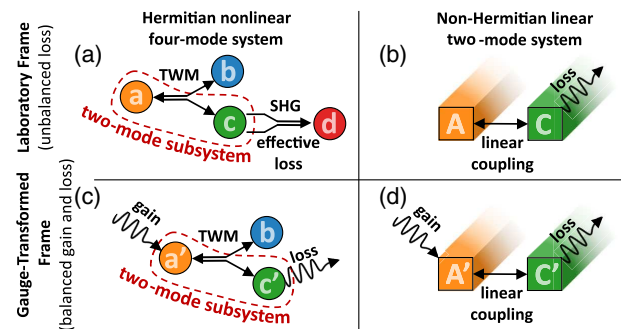 Hermitian nonlinear
four-mode system
Non-Hermitian linear
two-mode system
Laboratory Frame
(unbalanced loss)
(a)
TWM
a
b
c
SHG
d
effective
loss
two-mode subsystem
(b)
A
C
loss
linear
coupling
Gauge-Transformed
Frame
(balanced gain and loss)
(c)
gain
TWM
a’
b
c’
loss
two-mode subsystem
(d)
gain
A’
C’
loss
linear
coupling